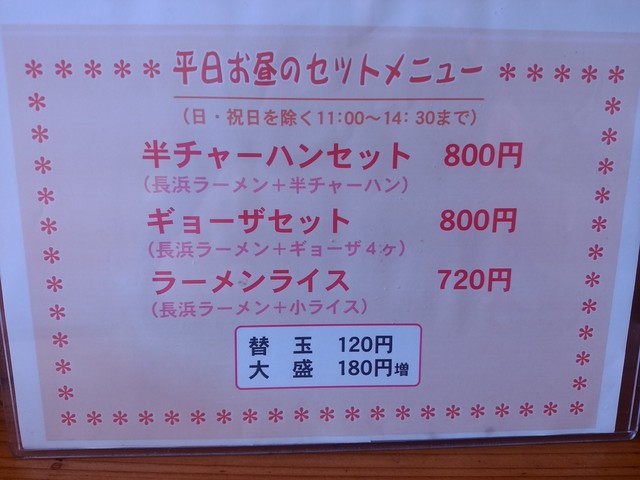 平日お昼のセットメニュー
(日・祝日を除く11:00～14:30まで)
半チャーハンセット 800円
(長浜ラーメン＋半チャーハン)
ギョーザセット 800円
(長浜ラーメン＋ギョーザ4ヶ)
ラーメンライス 720円
(長浜ラーメン＋小ライス)
替 玉 120円
大 盛 180円増